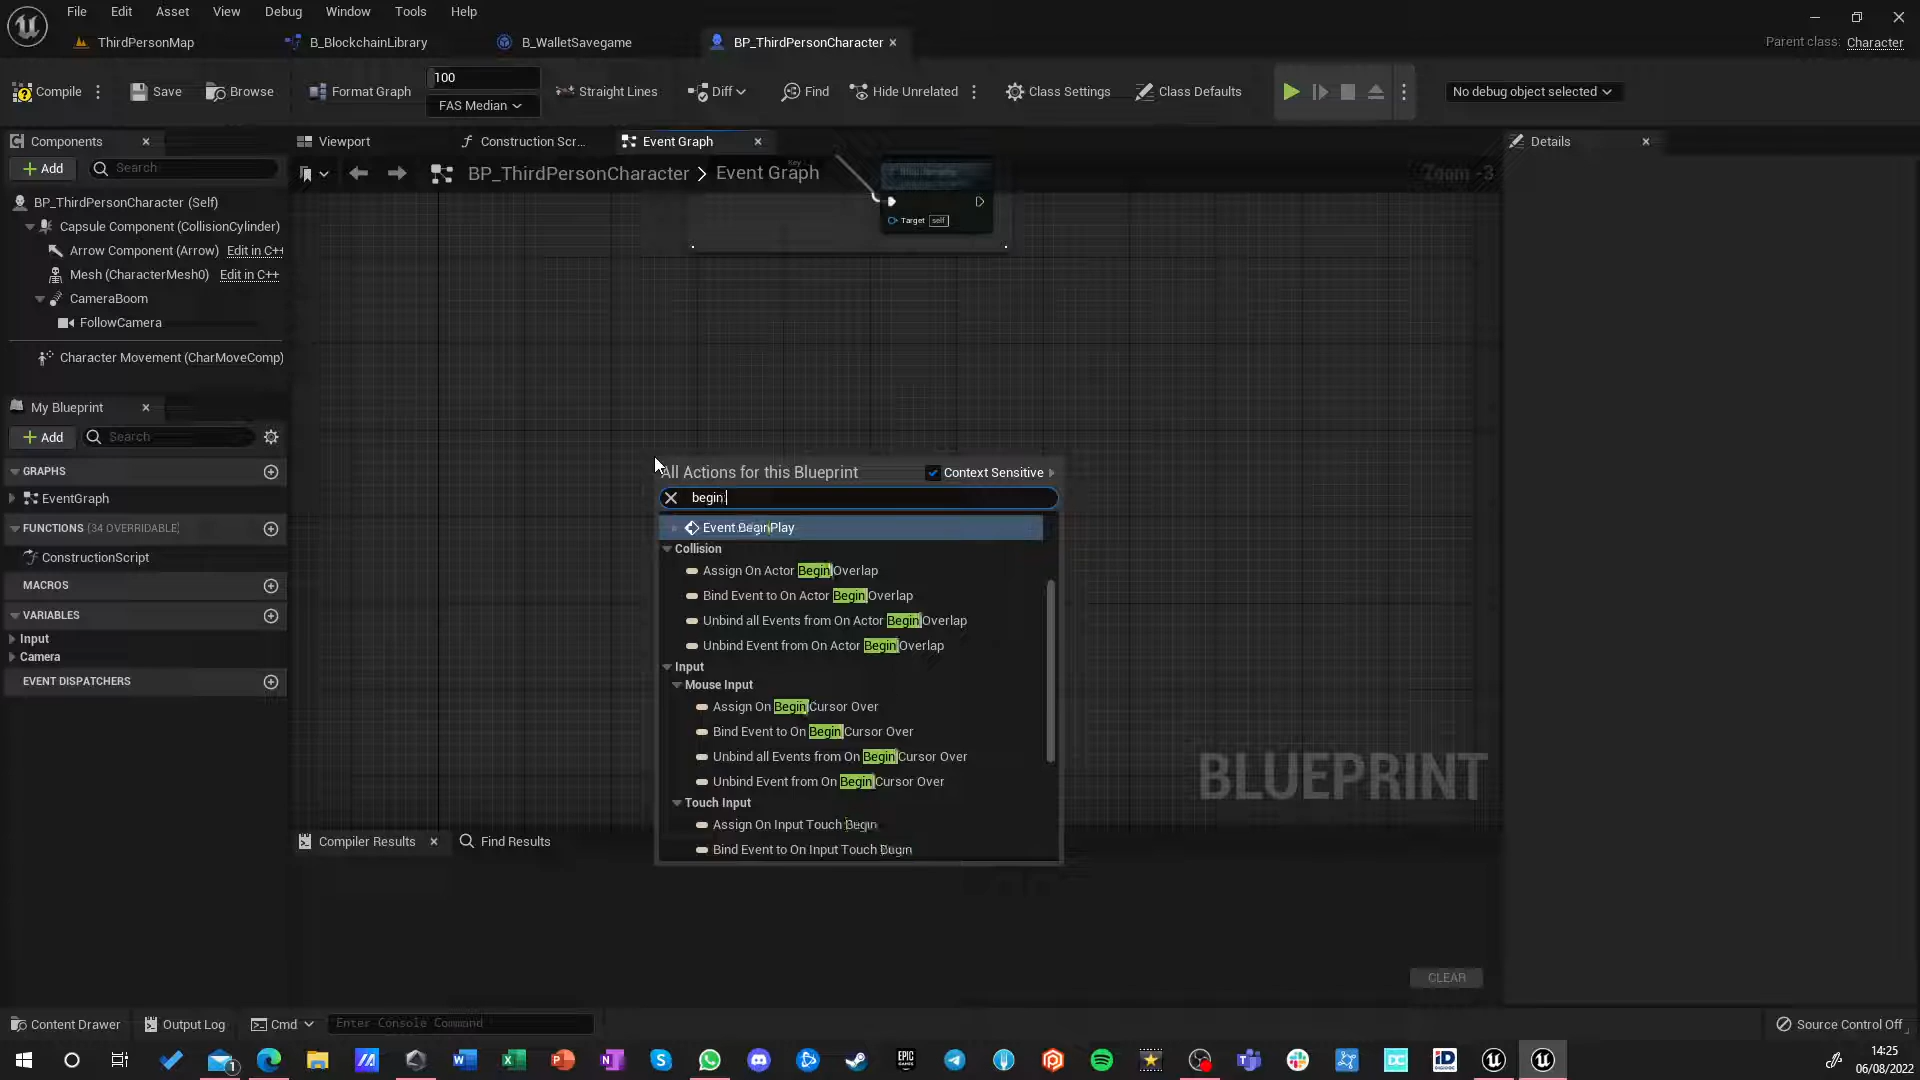 File Edit Asset View Debug Window Tools Help
ThirdPersonMap B_BlockchainLibrary B_WalletSavegame BP_ThirdPersonCharacter
Parent class: Character
Compile Save Browse Format Graph 100 FAS Median Straight Lines Diff Find Hide Unrelated Class Settings Class Defaults No debug object selected
Components
Add Search
BP_ThirdPersonCharacter (Self)
Capsule Component (CollisionCylinder)
Arrow Component (Arrow) Edit in C++
Mesh (CharacterMesh0) Edit in C++
CameraBoom
FollowCamera
Character Movement (CharMoveComp)
My Blueprint
Add Search
GRAPHS
EventGraph
FUNCTIONS (34 OVERRIDABLE)
ConstructionScript
MACROS
VARIABLES
Input
Camera
EVENT DISPATCHERS
Viewport Construction Scr... Event Graph
BP_ThirdPersonCharacter > Event Graph
Zoom -3
Key
Target self
All Actions for this Blueprint Context Sensitive
begin
Event BeginPlay
Collision
Assign On Actor Begin Overlap
Bind Event to On Actor Begin Overlap
Unbind all Events from On Actor Begin Overlap
Unbind Event from On Actor Begin Overlap
Input
Mouse Input
Assign On Begin Cursor Over
Bind Event to On Begin Cursor Over
Unbind all Events from On Begin Cursor Over
Unbind Event from On Begin Cursor Over
Touch Input
Assign On Input Touch Begin
Bind Event to On Input Touch Begin
BLUEPRINT
Compiler Results Find Results
CLEAR
Details
Content Drawer Output Log Cmd Enter Console Command Source Control Off
14:25
06/08/2022